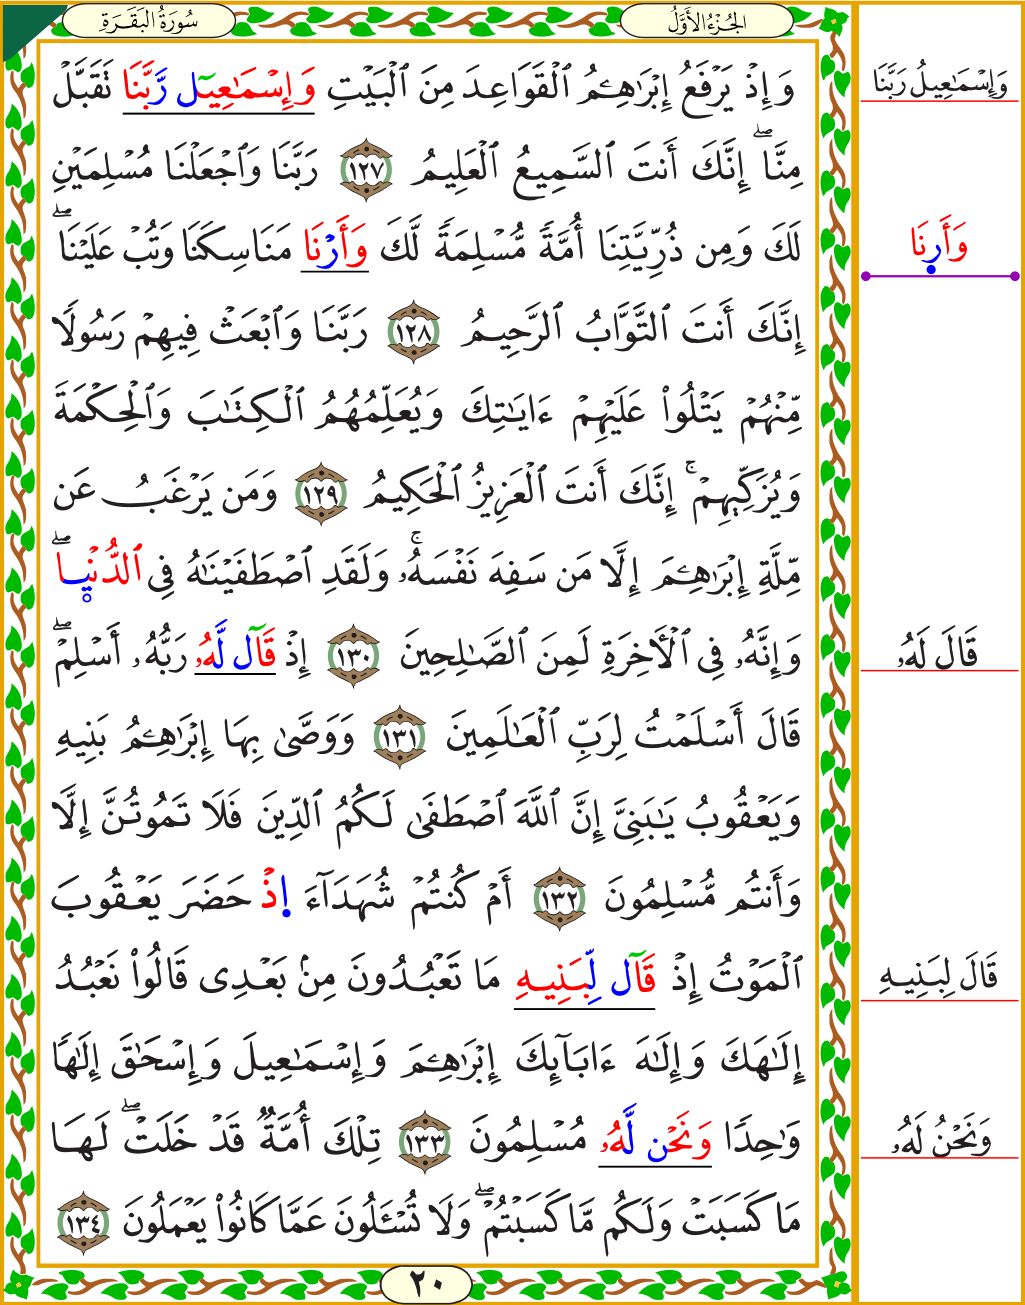 سُورَةُ البَقَرَةِ
الجُزْءُ الأَوَّلُ
وَإِذْ يَرْفَعُ إِبْرَٰهِـۧمُ ٱلْقَوَاعِدَ مِنَ ٱلْبَيْتِ وَإِسْمَٰعِيٓل رَّبَّنَا تَقَبَّلْ
مِنَّاۖ إِنَّكَ أَنتَ ٱلسَّمِيعُ ٱلْعَلِيمُ ١٢٧ رَبَّنَا وَٱجْعَلْنَا مُسْلِمَيْنِ
لَكَ وَمِن ذُرِّيَّتِنَا أُمَّةً مُّسْلِمَةً لَّكَ وَأَرْنَا مَنَاسِكَنَا وَتُبْ عَلَيْنَاۖ
إِنَّكَ أَنتَ ٱلتَّوَّابُ ٱلرَّحِيمُ ١٢٨ رَبَّنَا وَٱبْعَثْ فِيهِمْ رَسُولًا
مِّنْهُمْ يَتْلُوا۟ عَلَيْهِمْ ءَايَٰتِكَ وَيُعَلِّمُهُمُ ٱلْكِتَٰبَ وَٱلْحِكْمَةَ
وَيُزَكِّيهِمْۚ إِنَّكَ أَنتَ ٱلْعَزِيزُ ٱلْحَكِيمُ ١٢٩ وَمَن يَرْغَبُ عَن
مِّلَّةِ إِبْرَٰهِـۧمَ إِلَّا مَن سَفِهَ نَفْسَهُۥۚ وَلَقَدِ ٱصْطَفَيْنَٰهُ فِى ٱلدُّنْيَاۖ
وَإِنَّهُۥ فِى ٱلْأَخِرَةِ لَمِنَ ٱلصَّٰلِحِينَ ١٣٠ إِذْ قَآل لَّهُۥ رَبُّهُۥ أَسْلِمْۖ
قَالَ أَسْلَمْتُ لِرَبِّ ٱلْعَٰلَمِينَ ١٣١ وَوَصَّىٰ بِهَا إِبْرَٰهِـۧمُ بَنِيهِ
وَيَعْقُوبُ يَٰبَنِىَّ إِنَّ ٱللَّهَ ٱصْطَفَىٰ لَكُمُ ٱلدِّينَ فَلَا تَمُوتُنَّ إِلَّا
وَأَنتُم مُّسْلِمُونَ ١٣٢ أَمْ كُنتُمْ شُهَدَآءَ إِذْ حَضَرَ يَعْقُوبَ
ٱلْمَوْتُ إِذْ قَآل لِّبَنِيهِ مَا تَعْبُدُونَ مِنۢ بَعْدِى قَالُوا۟ نَعْبُدُ
إِلَٰهَكَ وَإِلَٰهَ ءَابَآئِكَ إِبْرَٰهِـۧمَ وَإِسْمَٰعِيلَ وَإِسْحَٰقَ إِلَٰهًا
وَٰحِدًا وَنَحْن لَّهُۥ مُسْلِمُونَ ١٣٣ تِلْكَ أُمَّةٌ قَدْ خَلَتْۖ لَهَا
مَا كَسَبَتْ وَلَكُم مَّا كَسَبْتُمْۖ وَلَا تُسْـَٔلُونَ عَمَّا كَانُوا۟ يَعْمَلُونَ ١٣٤
٢٠
وَإِسْمَٰعِيلُ رَبَّنَا
وَأَرِنَا
قَالَ لَهُۥ
قَالَ لِبَنِيهِ
وَنَحْنُ لَهُۥ